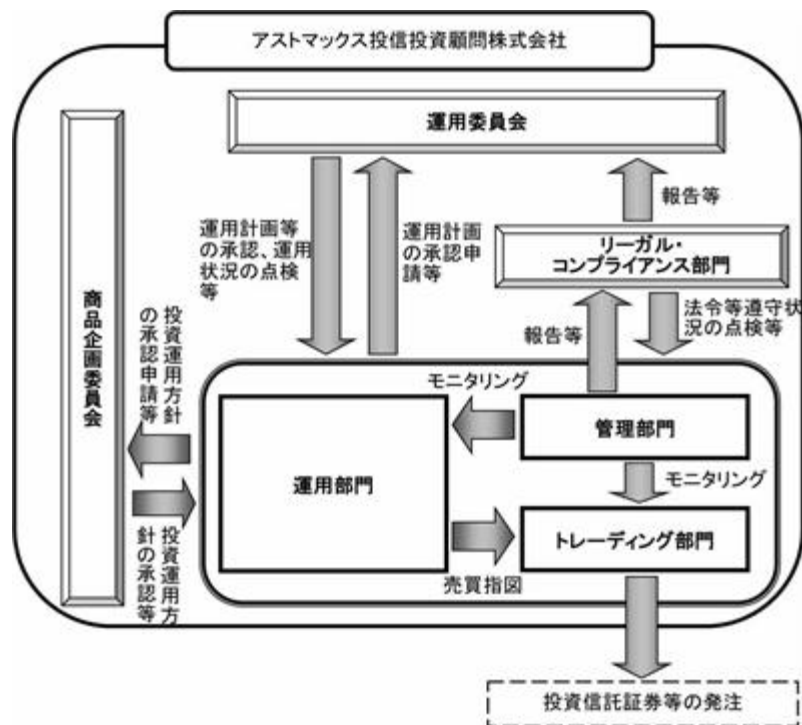 アストマックス投信投資顧問株式会社
運用委員会
報告等
運用計画等
の承認、運用
状況の点検
等
運用計画
の承認申
請等
リーガル・
コンプライアンス部門
商品企画委員会
投資運用方針
の承認申請等
報告等
法令等遵守状
況の点検等
モニタリング
管理部門
運用部門
モニタリング
トレーディング部門
売買指図
投資運用方
針の承認等
投資信託証券等の発注